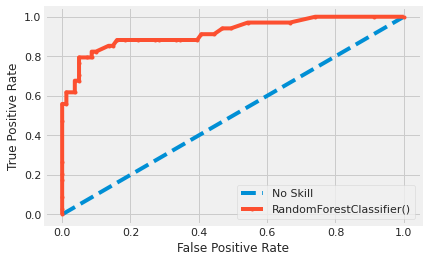 1.0
0.8
0.6
0.4
0.2
0.0
True Positive Rate
No Skill
RandomForestClassifier()
0.0 0.2 0.4 0.6 0.8 1.0
False Positive Rate